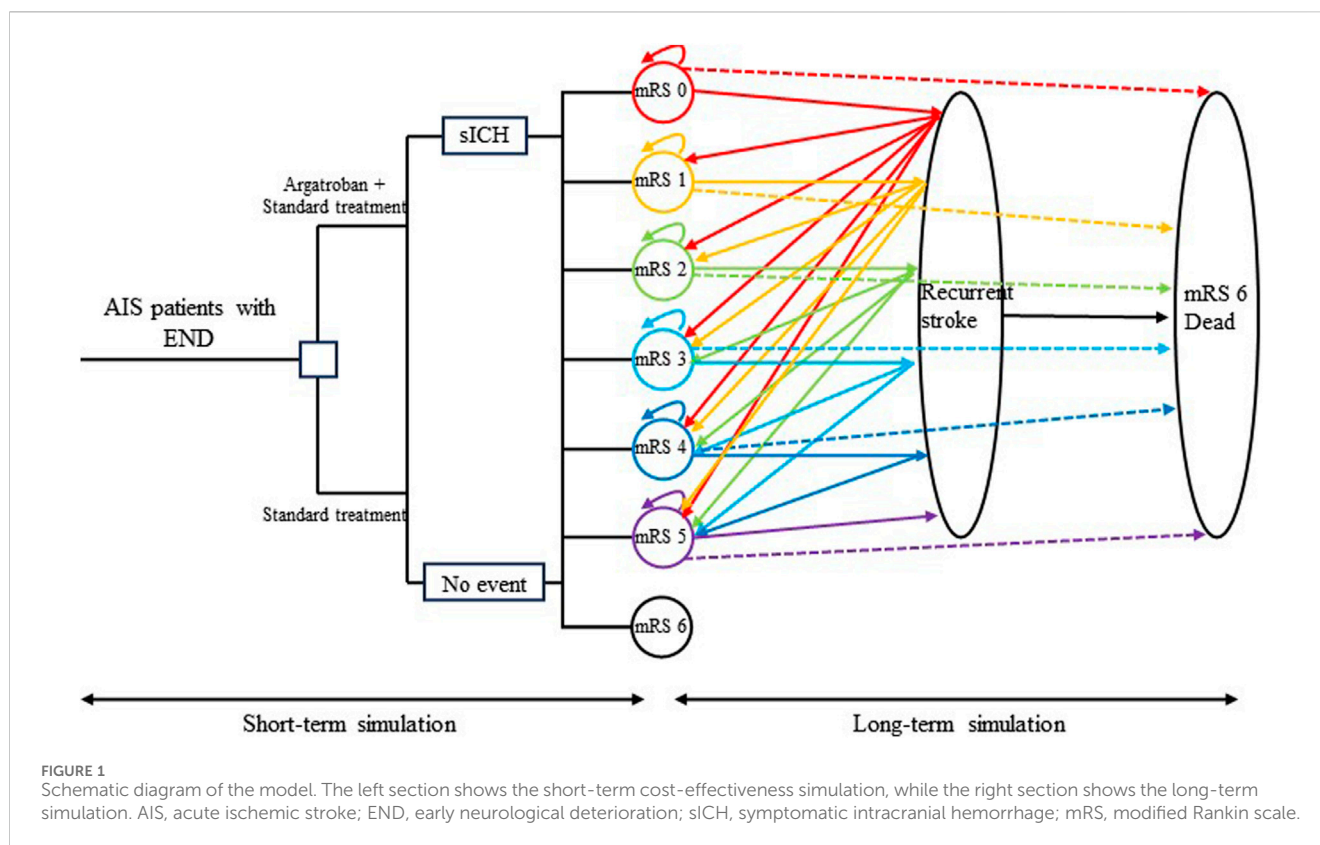 mRS 0
sICH
Argatroban +
Standard treatment
mRS 1
mRS 2
AIS patients with
END
Recurrent
stroke
mRS 6
Dead
mRS 3
mRS 4
Standard treatment
mRS 5
No event
mRS 6
Short-term simulation
Long-term simulation
FIGURE 1
Schematic diagram of the model. The left section shows the short-term cost-effectiveness simulation, while the right section shows the long-term
simulation. AIS, acute ischemic stroke; END, early neurological deterioration; sICH, symptomatic intracranial hemorrhage; mRS, modified Rankin scale.